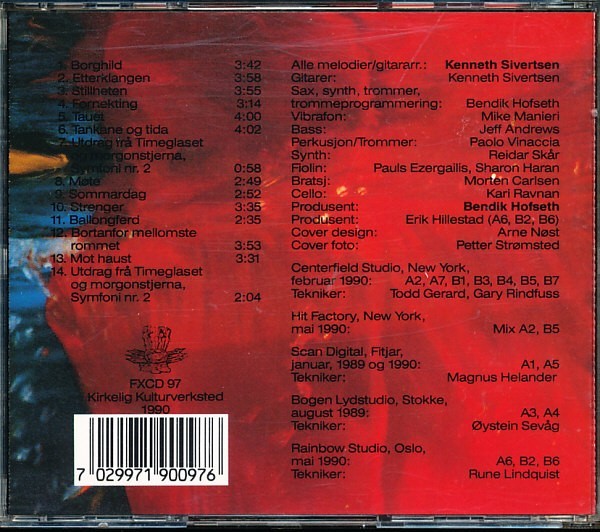 1. Borghild 3:42
2. Etterklangen 3:58
3. Stillheten 3:55
4. Fornekting 3:14
5. Tauet 4:00
6. Tankane og tida 4:02
7. Utdrag frå Timeglaset
og morgonstjerna,
Symfoni nr. 2 0:58
8. Møte 2:49
9. Sommardag 2:52
10. Strenger 3:35
11. Ballongferd 2:35
12. Bortanfor mellomste
rommet 3:53
13. Mot haust 3:31
14. Utdrag frå Timeglaset
og morgonstjerna,
Symfoni nr. 2 2:04
FXCD 97
Kirkelig Kulturverksted
1990
7 029971 900976
Alle melodier/gitararr.: Kenneth Sivertsen
Gitarer: Kenneth Sivertsen
Sax, synth, trommer,
trommeprogrammering: Bendik Hofseth
Vibrafon: Mike Manieri
Bass: Jeff Andrews
Perkusjon/Trommer: Paolo Vinaccia
Synth: Reidar Skår
Fiolin: Pauls Ezergailis, Sharon Haran
Bratsj: Morten Carlsen
Cello: Kari Ravnan
Produsent: Bendik Hofseth
Produsent: Erik Hillestad (A6, B2, B6)
Cover design: Arne Nøst
Cover foto: Petter Strømsted
Centerfield Studio, New York,
februar 1990: A2, A7, B1, B3, B4, B5, B7
Tekniker: Todd Gerard, Gary Rindfuss
Hit Factory, New York,
mai 1990: Mix A2, B5
Scan Digital, Fitjar,
januar, 1989 og 1990: A1, A5
Tekniker: Magnus Helander
Bogen Lydstudio, Stokke,
august 1989: A3, A4
Tekniker: Øystein Sevåg
Rainbow Studio, Oslo,
mai 1990: A6, B2, B6
Tekniker: Rune Lindquist